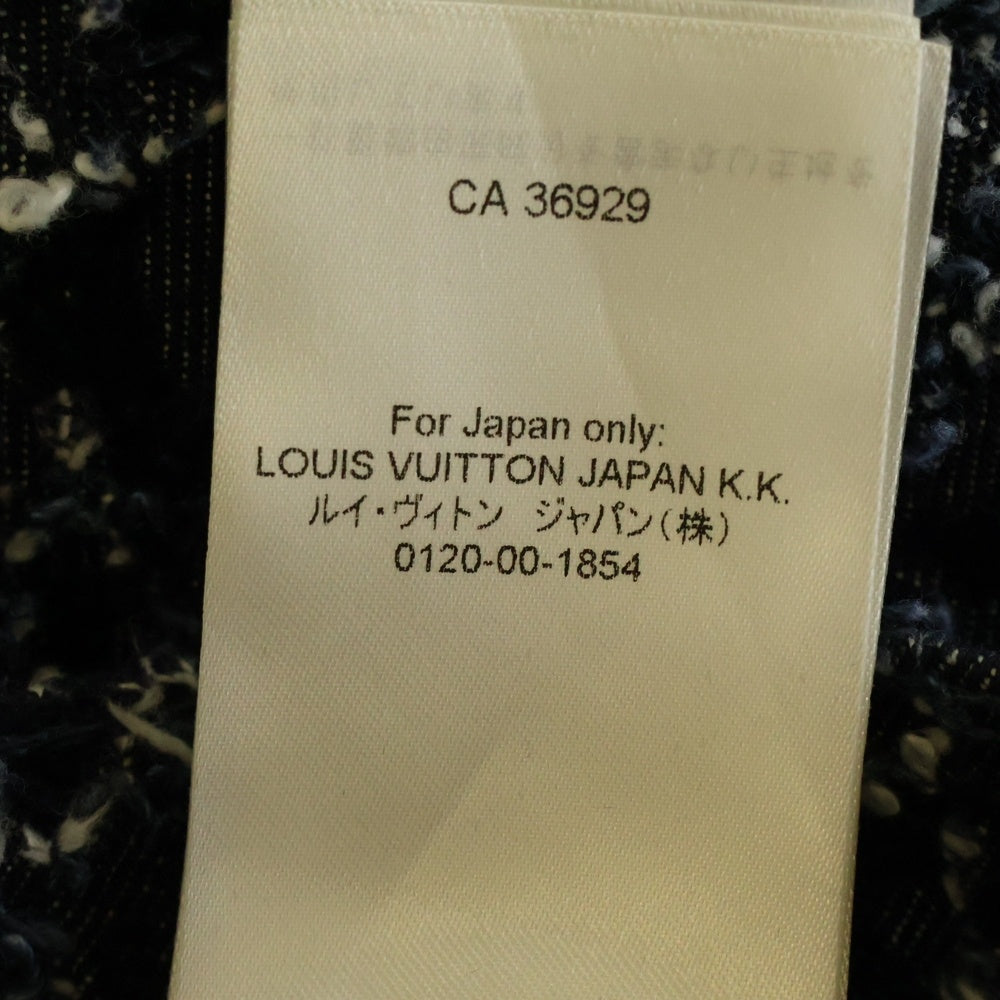 CA 36929
For Japan only:
LOUIS VUITTON JAPAN K.K.
ルイ・ヴィトン　ジャパン(株)
0120-00-1854